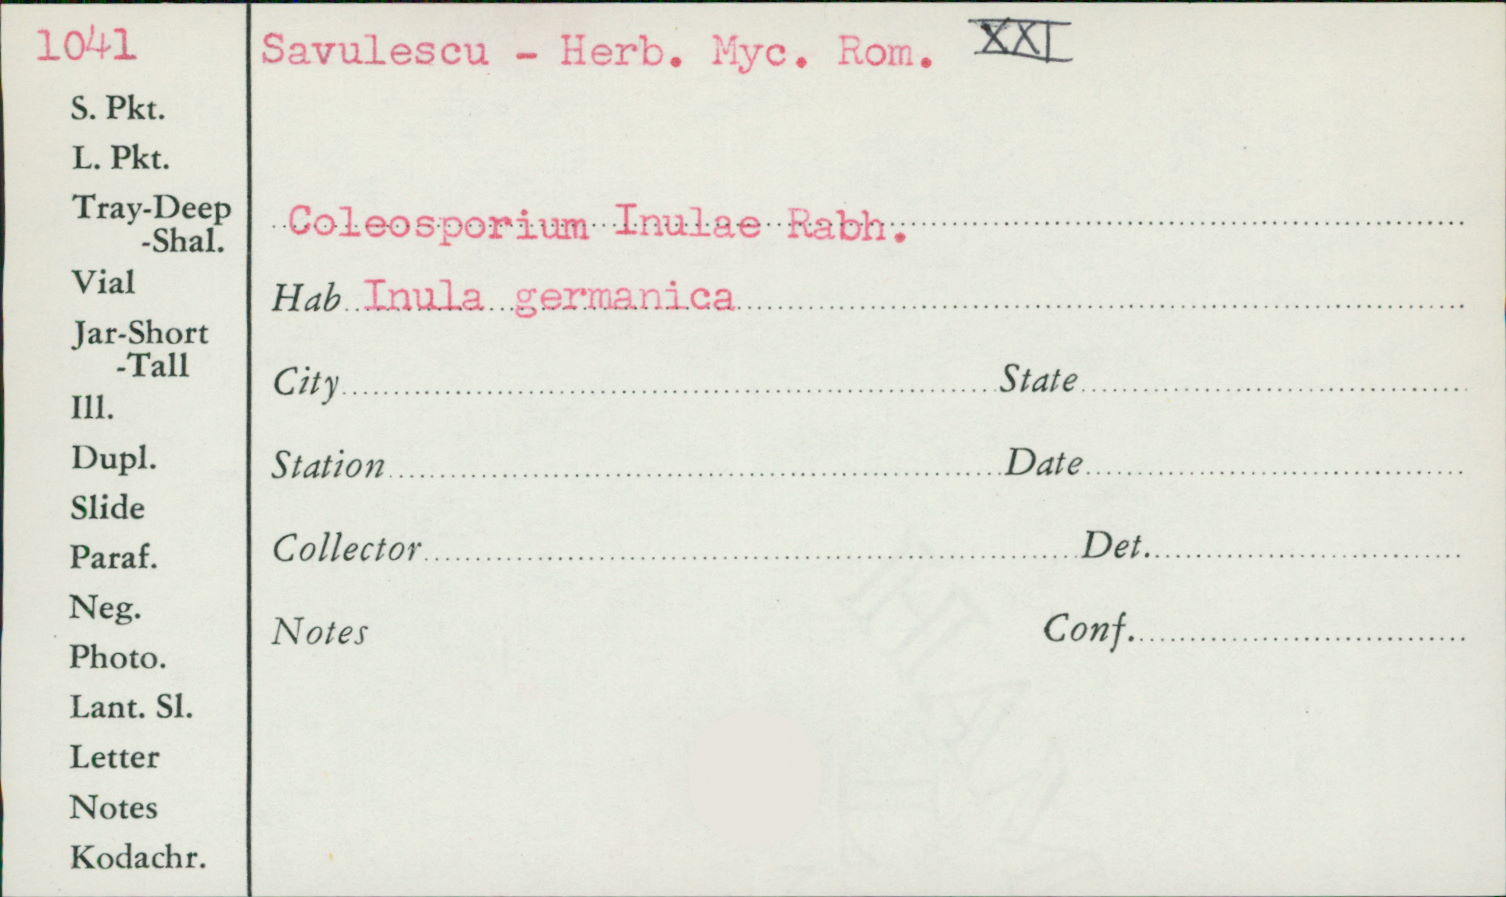 1041
Savulescu - Herb. Myc. Rom. XXI
S. Pkt.
L. Pkt.
Tray-Deep
-Shal.
Vial
Jar-Short
-Tall
Ill.
Dupl.
Slide
Paraf.
Neg.
Photo.
Lant. Sl.
Letter
Notes
Kodachr.
Coleosporium Inulae Rabh.
Hab Inula germanica
City State
Station Date
Collector Det.
Notes Conf.